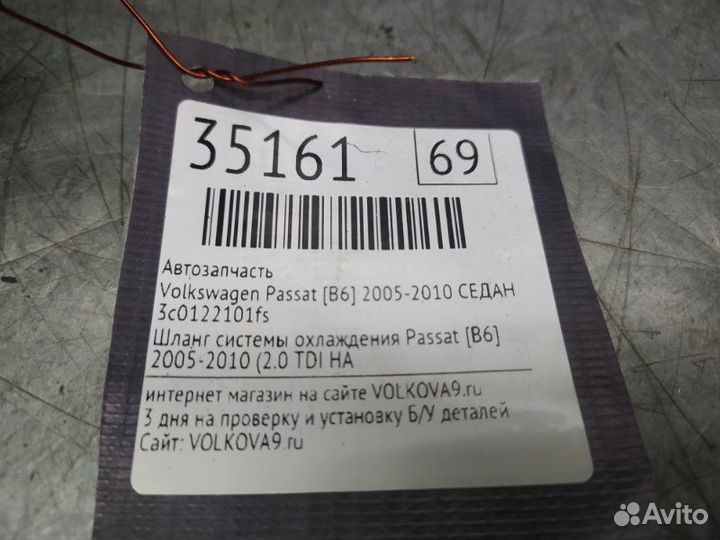 35161 69
Автозапчасть
Volkswagen Passat [B6] 2005-2010 СЕДАН
3c0122101fs
Шланг системы охлаждения Passat [B6]
2005-2010 (2.0 TDI НА
интернет магазин на сайте VOLKOVA9.ru
3 дня на проверку и установку Б/У деталей
Сайт: VOLKOVA9.ru
Avito